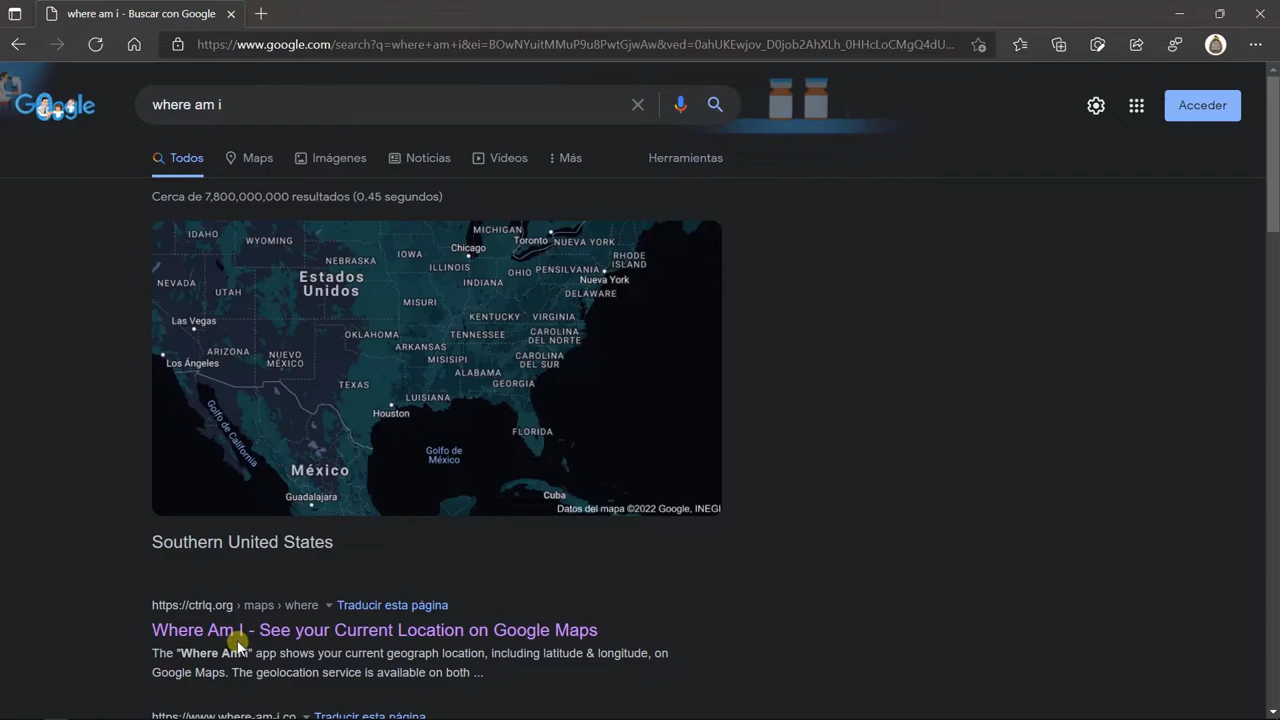 where am i - Buscar con Google
https://www.google.com/search?q=where+am+i&ei=BOwNYuitMMuP9u8PwtGjwAw&ved=0ahUKEwjov_D0job2AhXLh_0HHcLoCMgQ4dU...
Google
where am i
Acceder
Todos
Maps
Imágenes
Noticias
Videos
Más
Herramientas
Cerca de 7,800,000,000 resultados (0.45 segundos)
IDAHO
WYOMING
MICHIGAN
Toronto
NUEVA YORK
Chicago
IOWA
NEBRASKA
RHODE ISLAND
ILLINOIS
OHIO
PENSILVANIA
Estados Unidos
NEVADA
UTAH
INDIANA
Nueva York
DELAWARE
MISURI
KENTUCKY
VIRGINIA
Las Vegas
OKLAHOMA
TENNESSEE
CAROLINA DEL NORTE
ARIZONA
NUEVO MÉXICO
ARKANSAS
MISISIPI
CAROLINA DEL SUR
Los Ángeles
ALABAMA
TEXAS
GEORGIA
LUISIANA
Houston
Golfo de California
FLORIDA
Golfo de México
México
Guadalajara
Cuba
Datos del mapa ©2022 Google, INEGI
Southern United States
https://ctrlq.org › maps › where
Traducir esta página
Where Am I - See your Current Location on Google Maps
The "Where Am I" app shows your current geograph location, including latitude & longitude, on
Google Maps. The geolocation service is available on both ...
https://www.where-am-i.co
Traducir esta página